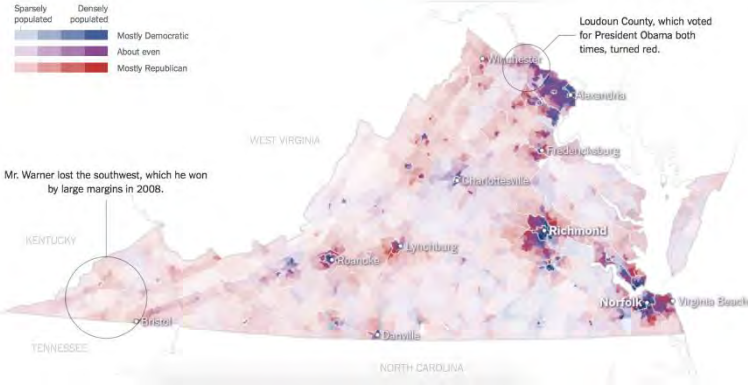 Sparsely
populated
Densely
populated
Mostly Democratic
About even
Mostly Republican
Loudoun County, which voted
for President Obama both
times, turned red.
Winchester
Alexandria
WEST VIRGINIA
Fredericksburg
Mr. Warner lost the southwest, which he won
by large margins in 2008.
Charlottesville
KENTUCKY
Richmond
Lynchburg
Roanoke
Norfolk
Virginia Beach
Bristol
Danville
TENNESSEE
NORTH CAROLINA